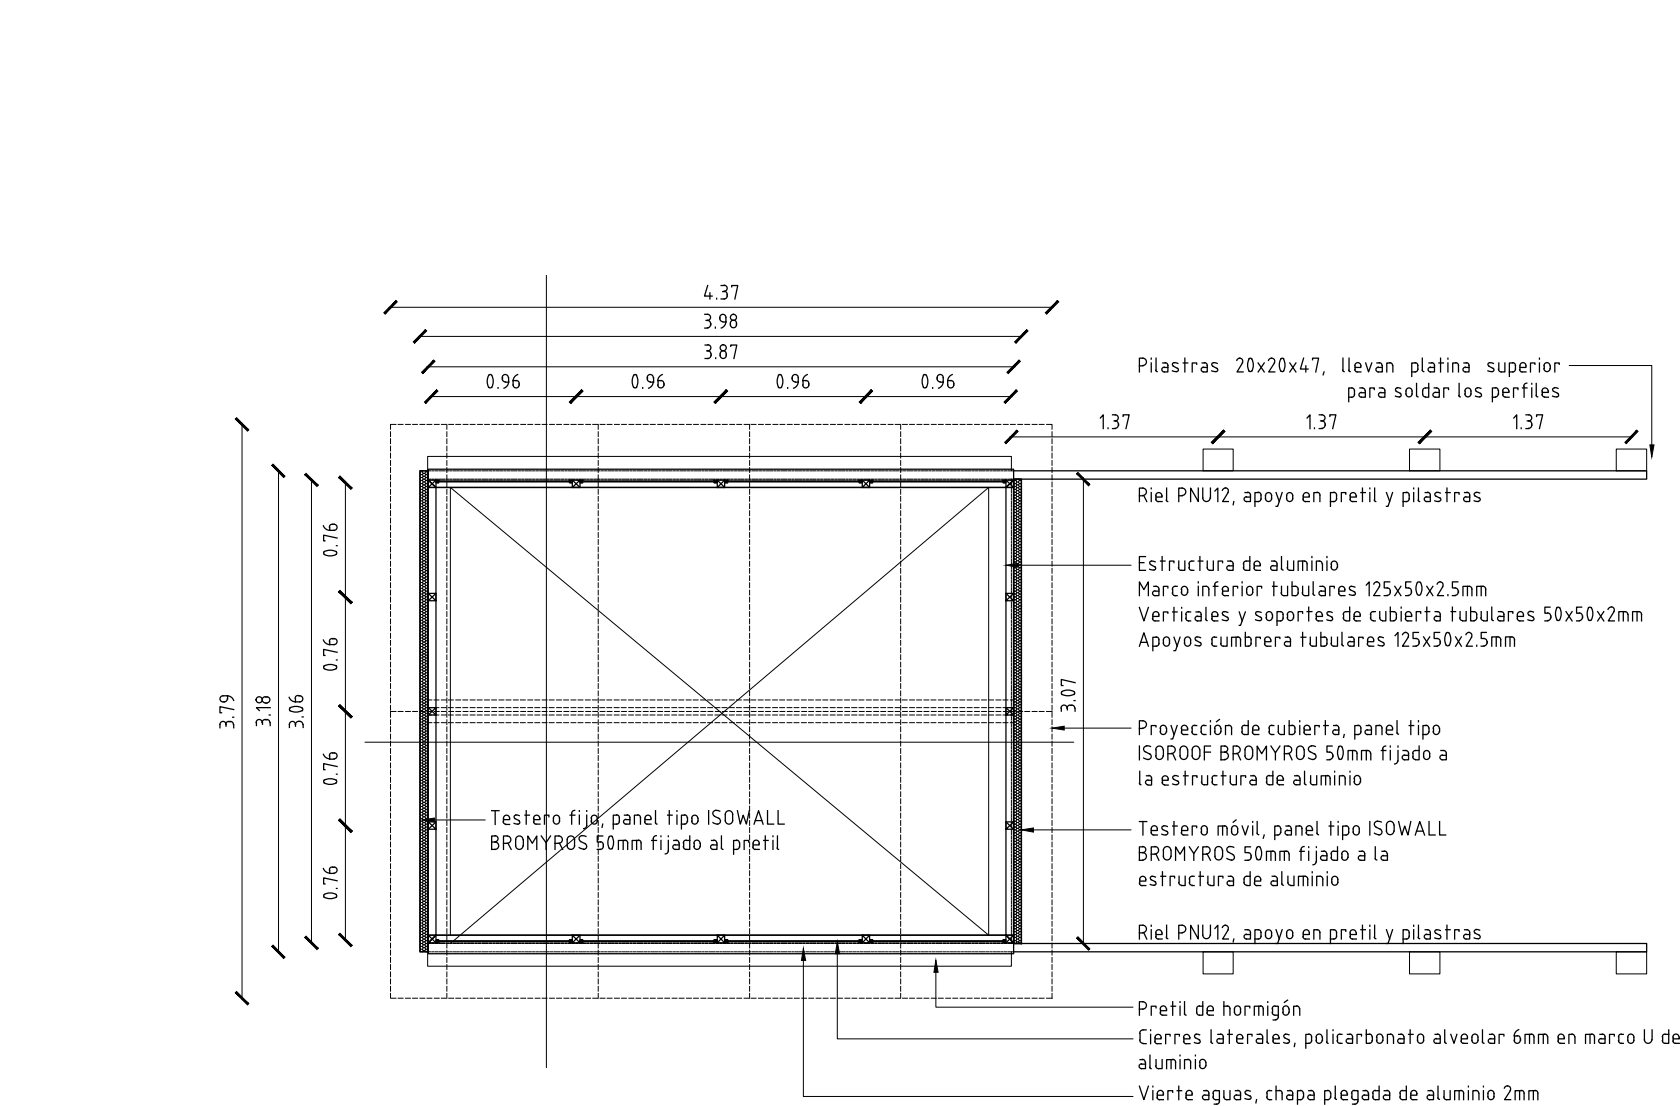 4.37
3.98
3.87
0.96 0.96 0.96 0.96
Pilastras 20x20x47, llevan platina superior
para soldar los perfiles
1.37 1.37 1.37
Riel PNU12, apoyo en pretil y pilastras
Estructura de aluminio
Marco inferior tubulares 125x50x2.5mm
Verticales y soportes de cubierta tubulares 50x50x2mm
Apoyos cumbrera tubulares 125x50x2.5mm
3.79
3.18
3.06
0.76
0.76
0.76
0.76
3.07
Proyección de cubierta, panel tipo
ISOROOF BROMYROS 50mm fijado a
la estructura de aluminio
Testero fijo, panel tipo ISOWALL
BROMYROS 50mm fijado al pretil
Testero móvil, panel tipo ISOWALL
BROMYROS 50mm fijado a la
estructura de aluminio
Riel PNU12, apoyo en pretil y pilastras
Pretil de hormigón
Cierres laterales, policarbonato alveolar 6mm en marco U de
aluminio
Vierte aguas, chapa plegada de aluminio 2mm